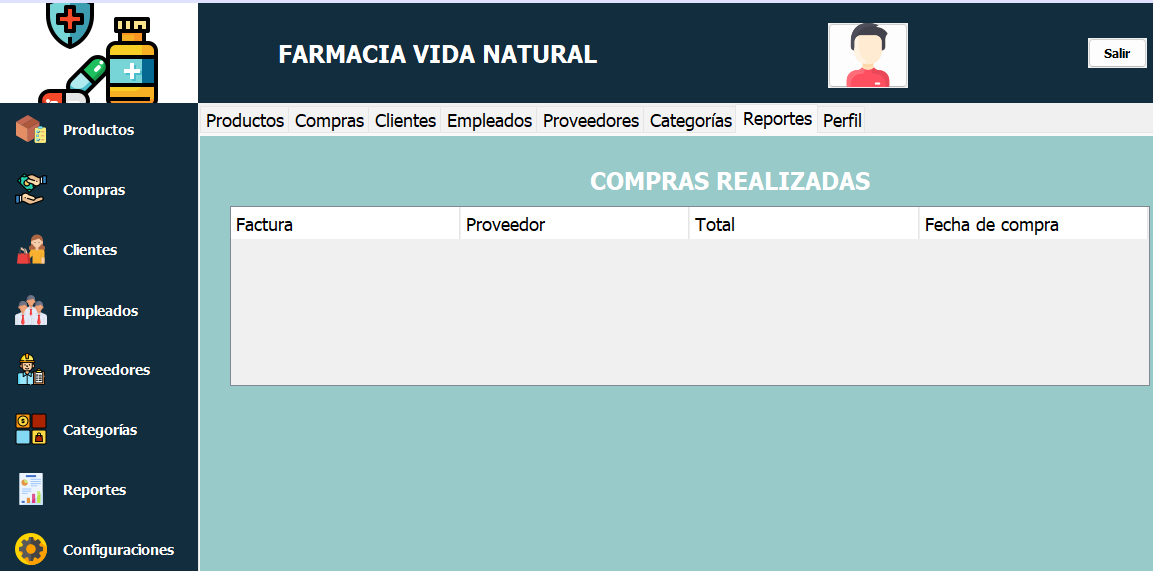 FARMACIA VIDA NATURAL
Salir
Productos
Compras
Clientes
Empleados
Proveedores
Categorías
Reportes
Configuraciones
Productos Compras Clientes Empleados Proveedores Categorías Reportes Perfil
COMPRAS REALIZADAS
Factura Proveedor Total Fecha de compra